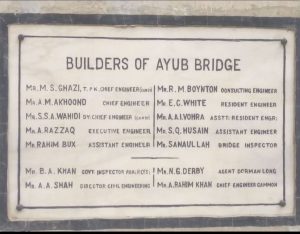 BUILDERS OF AYUB BRIDGE
MR. M. S. GHAZI, T.P.K. CHIEF ENGINEER
MR. A. M. AKHOOND CHIEF ENGINEER
MR. S. S. A. WAHIDI DY. CHIEF ENGINEER
MR. A. RAZZAQ EXECUTIVE ENGINEER
MR. RAHIM BUX ASSISTANT ENGINEER
MR. R. M. BOYNTON CONSULTING ENGINEER
MR. E. C. WHITE RESIDENT ENGINEER
MR. A. A. I. VOHRA ASSTT: RESIDENT ENGR:
MR. S. Q. HUSAIN ASSISTANT ENGINEER
MR. SANAULLAH BRIDGE INSPECTOR
MR. B. A. KHAN GOVT. INSPECTOR
MR. A. A. SHAH DIRECTOR CIVIL ENGINEERING
MR. N. G. DERBY AGENT DORMAN LONG
MR. A. RAHIM KHAN CHIEF ENGINEER GAMMON